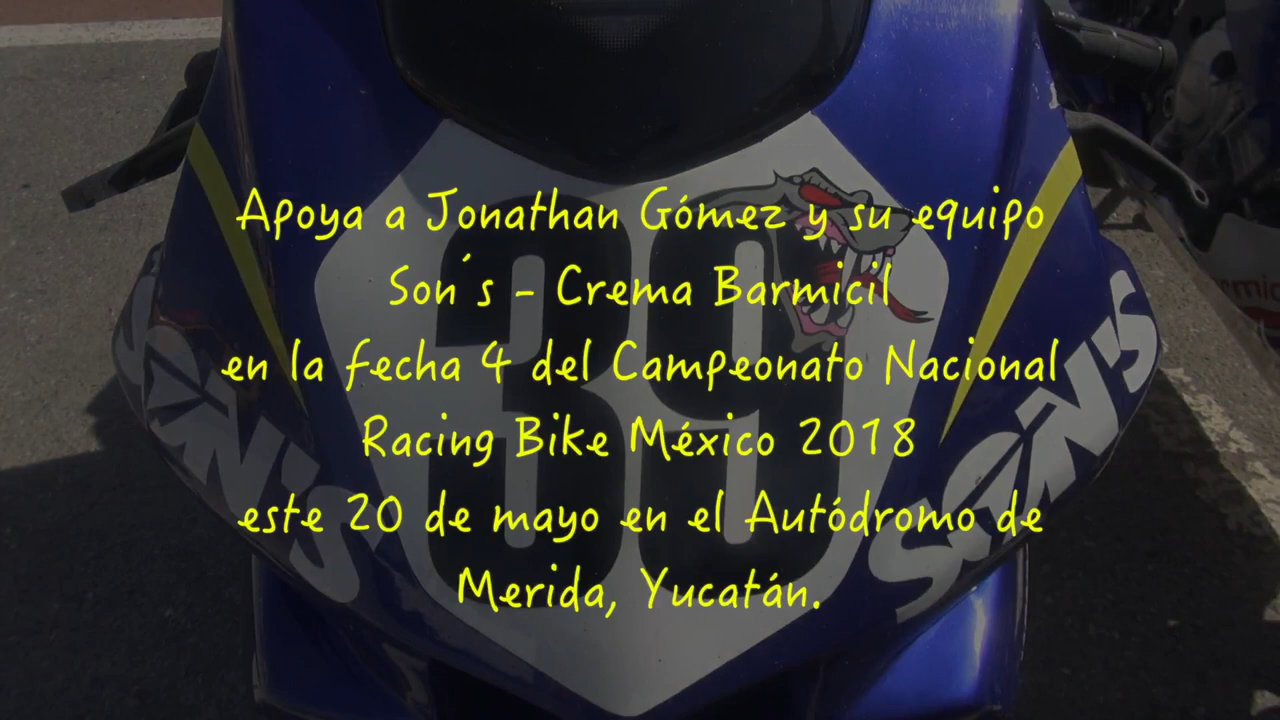 Apoya a Jonathan Gómez y su equipo
Son´s - Crema Barmicil
en la fecha 4 del Campeonato Nacional
Racing Bike México 2018
este 20 de mayo en el Autódromo de
Merida, Yucatán.
39
SON'S
SON'S